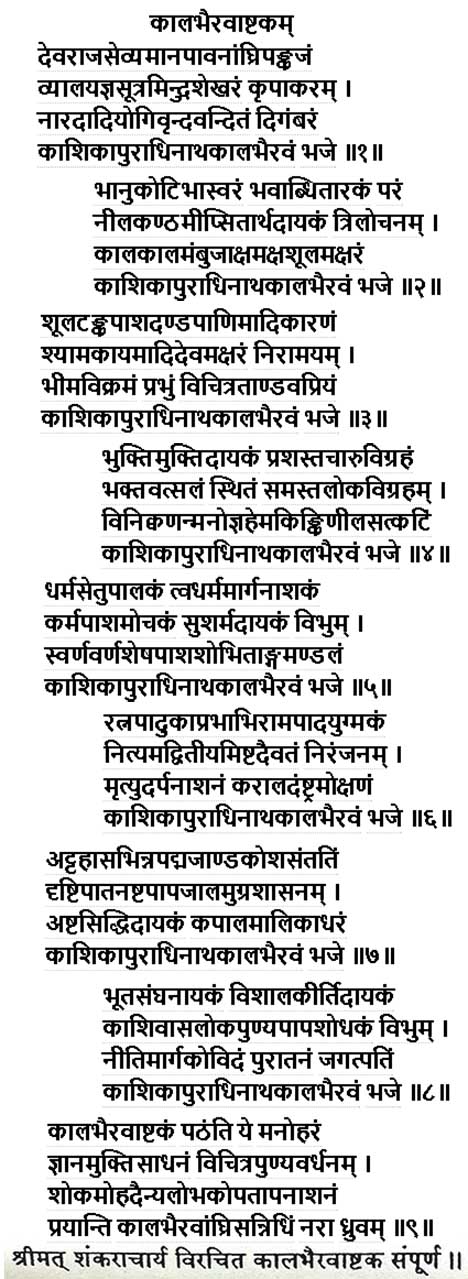 कालभैरवाष्टकम्
देवराजसेव्यमानपावनांघ्रिपङ्कजं
व्यालयज्ञसूत्रमिन्दुशेखरं कृपाकरम् ।
नारदादियोगिवृन्दवन्दितं दिगंबरं
काशिकापुराधिनाथकालभैरवं भजे ॥१॥
भानुकोटिभास्वरं भवाब्धितारकं परं
नीलकण्ठमीप्सितार्थदायकं त्रिलोचनम् ।
कालकालमंबुजाक्षमक्षशूलमक्षरं
काशिकापुराधिनाथकालभैरवं भजे ॥२॥
शूलटङ्कपाशदण्डपाणिमादिकारणं
श्यामकायमादिदेवमक्षरं निरामयम् ।
भीमविक्रमं प्रभुं विचित्रताण्डवप्रियं
काशिकापुराधिनाथकालभैरवं भजे ॥३॥
भुक्तिमुक्तिदायकं प्रशस्तचारुविग्रहं
भक्तवत्सलं स्थितं समस्तलोकविग्रहम् ।
विनिक्वणन्मनोज्ञहेमकिङ्किणीलसत्कटिं
काशिकापुराधिनाथकालभैरवं भजे ॥४॥
धर्मसेतुपालकं त्वधर्ममार्गनाशकं
कर्मपाशमोचकं सुशर्मदायकं विभुम् ।
स्वर्णवर्णशेषपाशशोभिताङ्गमण्डलं
काशिकापुराधिनाथकालभैरवं भजे ॥५॥
रत्नपादुकाप्रभाभिरामपादयुग्मकं
नित्यमद्वितीयमिष्टदैवतं निरंजनम् ।
मृत्युदर्पनाशनं करालदंष्ट्रमोक्षणं
काशिकापुराधिनाथकालभैरवं भजे ॥६॥
अट्टहासभिन्नपद्मजाण्डकोशसंततिं
दृष्टिपातनष्टपापजालमुग्रशासनम् ।
अष्टसिद्धिदायकं कपालमालिकाधरं
काशिकापुराधिनाथकालभैरवं भजे ॥७॥
भूतसंघनायकं विशालकीर्तिदायकं
काशिवासलोकपुण्यपापशोधकं विभुम् ।
नीतिमार्गकोविदं पुरातनं जगत्पतिं
काशिकापुराधिनाथकालभैरवं भजे ॥८॥
कालभैरवाष्टकं पठंति ये मनोहरं
ज्ञानमुक्तिसाधनं विचित्रपुण्यवर्धनम् ।
शोकमोहदैन्यलोभकोपतापनाशनं
प्रयान्ति कालभैरवांघ्रिसन्निधिं नरा ध्रुवम् ॥९॥
श्रीमत् शंकराचार्य विरचित कालभैरवाष्टक संपूर्ण ॥